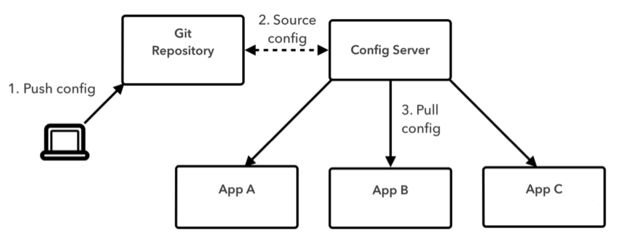 Git
Repository
2. Source
config
Config Server
1. Push config
3. Pull
config
App A
App B
App C